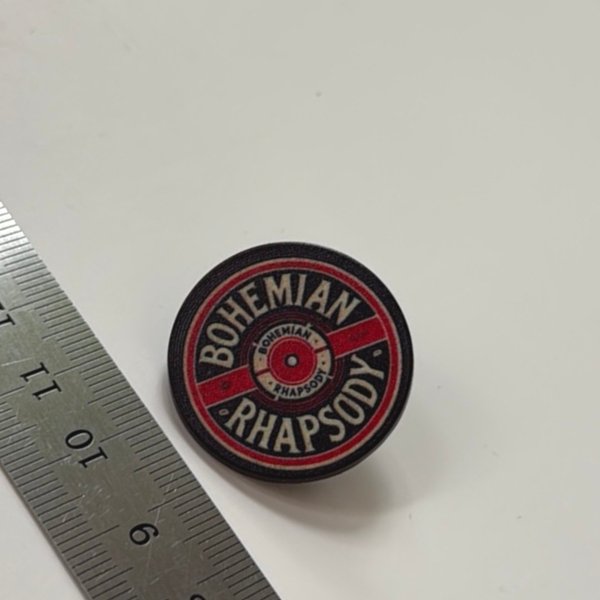 BOHEMIAN
RHAPSODY
BOHEMIAN
RHAPSODY
11
10
9